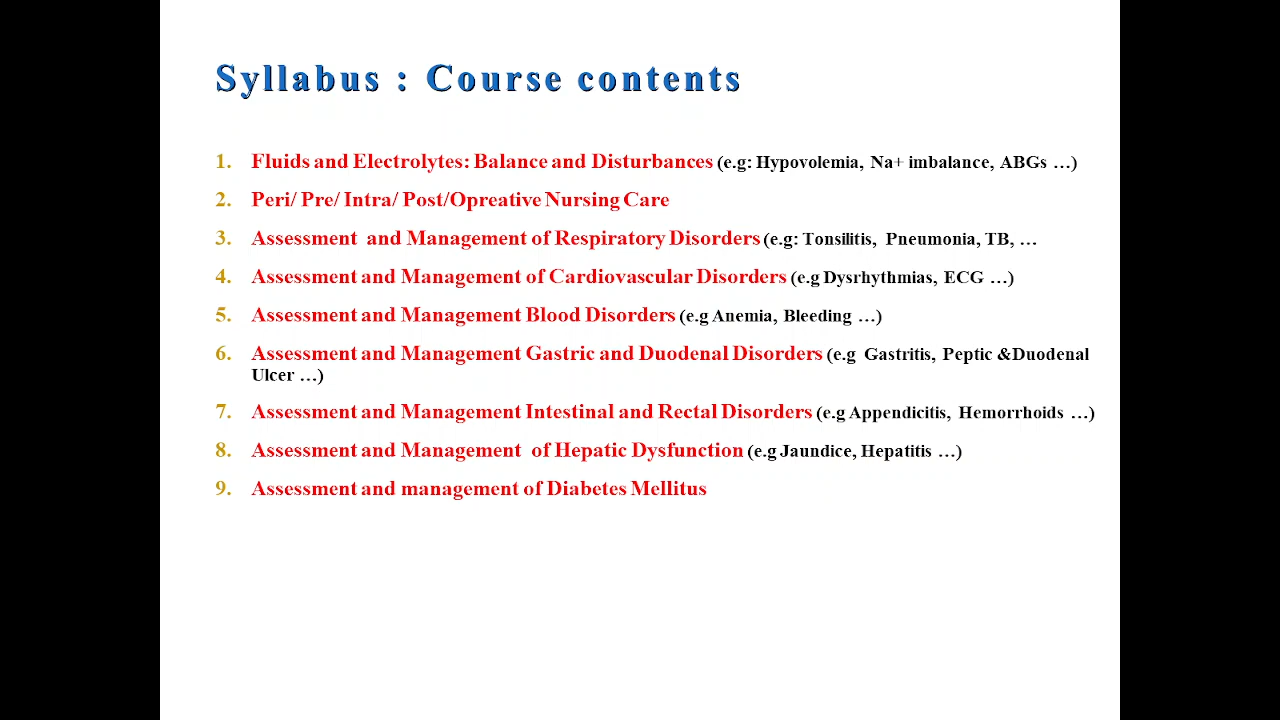 Syllabus : Course contents
1. Fluids and Electrolytes: Balance and Disturbances (e.g: Hypovolemia, Na+ imbalance, ABGs …)
2. Peri/ Pre/ Intra/ Post/Opreative Nursing Care
3. Assessment and Management of Respiratory Disorders (e.g: Tonsilitis, Pneumonia, TB, …
4. Assessment and Management of Cardiovascular Disorders (e.g Dysrhythmias, ECG …)
5. Assessment and Management Blood Disorders (e.g Anemia, Bleeding …)
6. Assessment and Management Gastric and Duodenal Disorders (e.g Gastritis, Peptic &Duodenal
Ulcer …)
7. Assessment and Management Intestinal and Rectal Disorders (e.g Appendicitis, Hemorrhoids …)
8. Assessment and Management of Hepatic Dysfunction (e.g Jaundice, Hepatitis …)
9. Assessment and management of Diabetes Mellitus